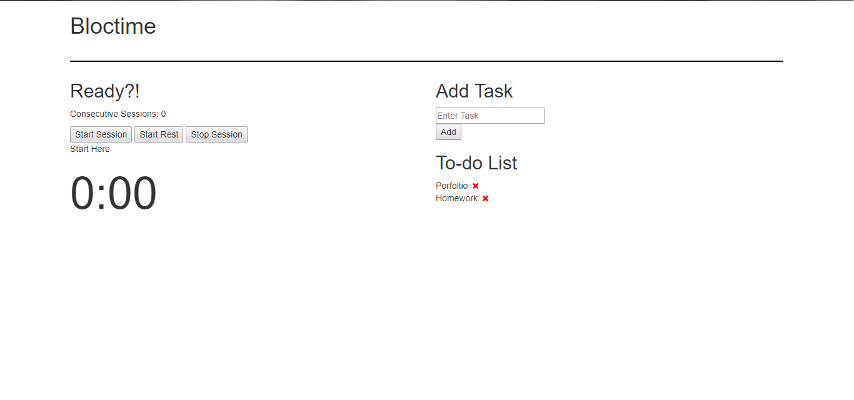 Bloctime
Ready?!
Consecutive Sessions: 0
Start Session Start Rest Stop Session
Start Here
0:00
Add Task
Enter Task
Add
To-do List
Porfoltio ×
Homework ×